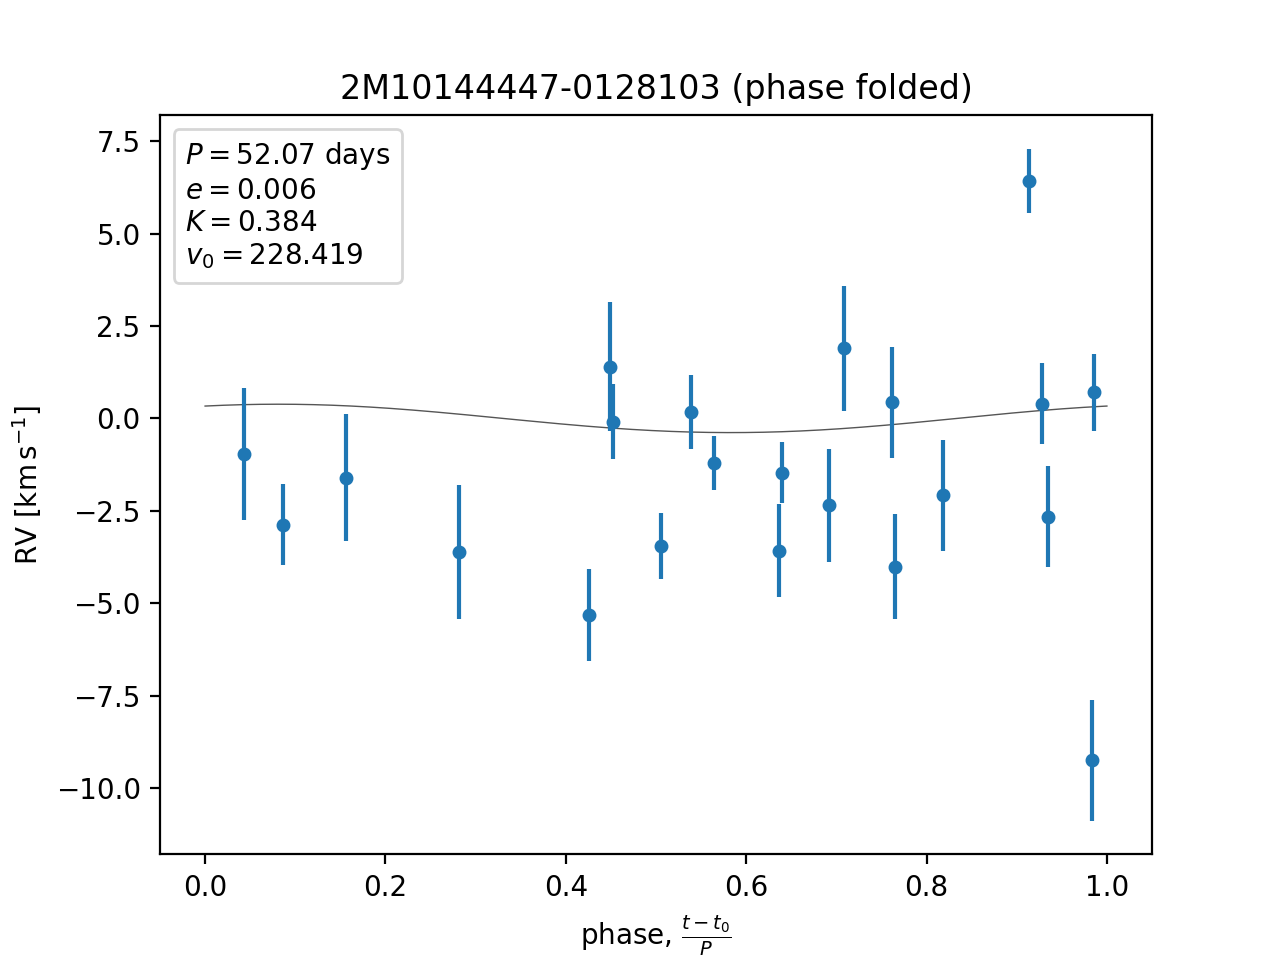 2M10144447-0128103 (phase folded)
P = 52.07 days
e = 0.006
K = 0.384
v₀ = 228.419
RV [km s⁻¹]
7.5
5.0
2.5
0.0
−2.5
−5.0
−7.5
−10.0
0.0 0.2 0.4 0.6 0.8 1.0
phase, (t − t₀)/P